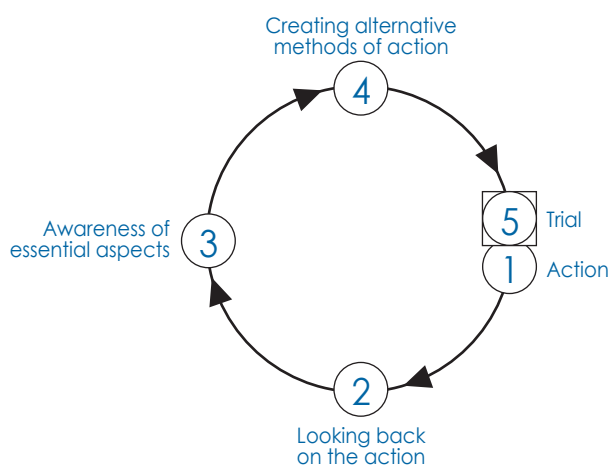 Creating alternative
methods of action
4
5
Trial
Awareness of
essential aspects
3
1
Action
2
Looking back
on the action